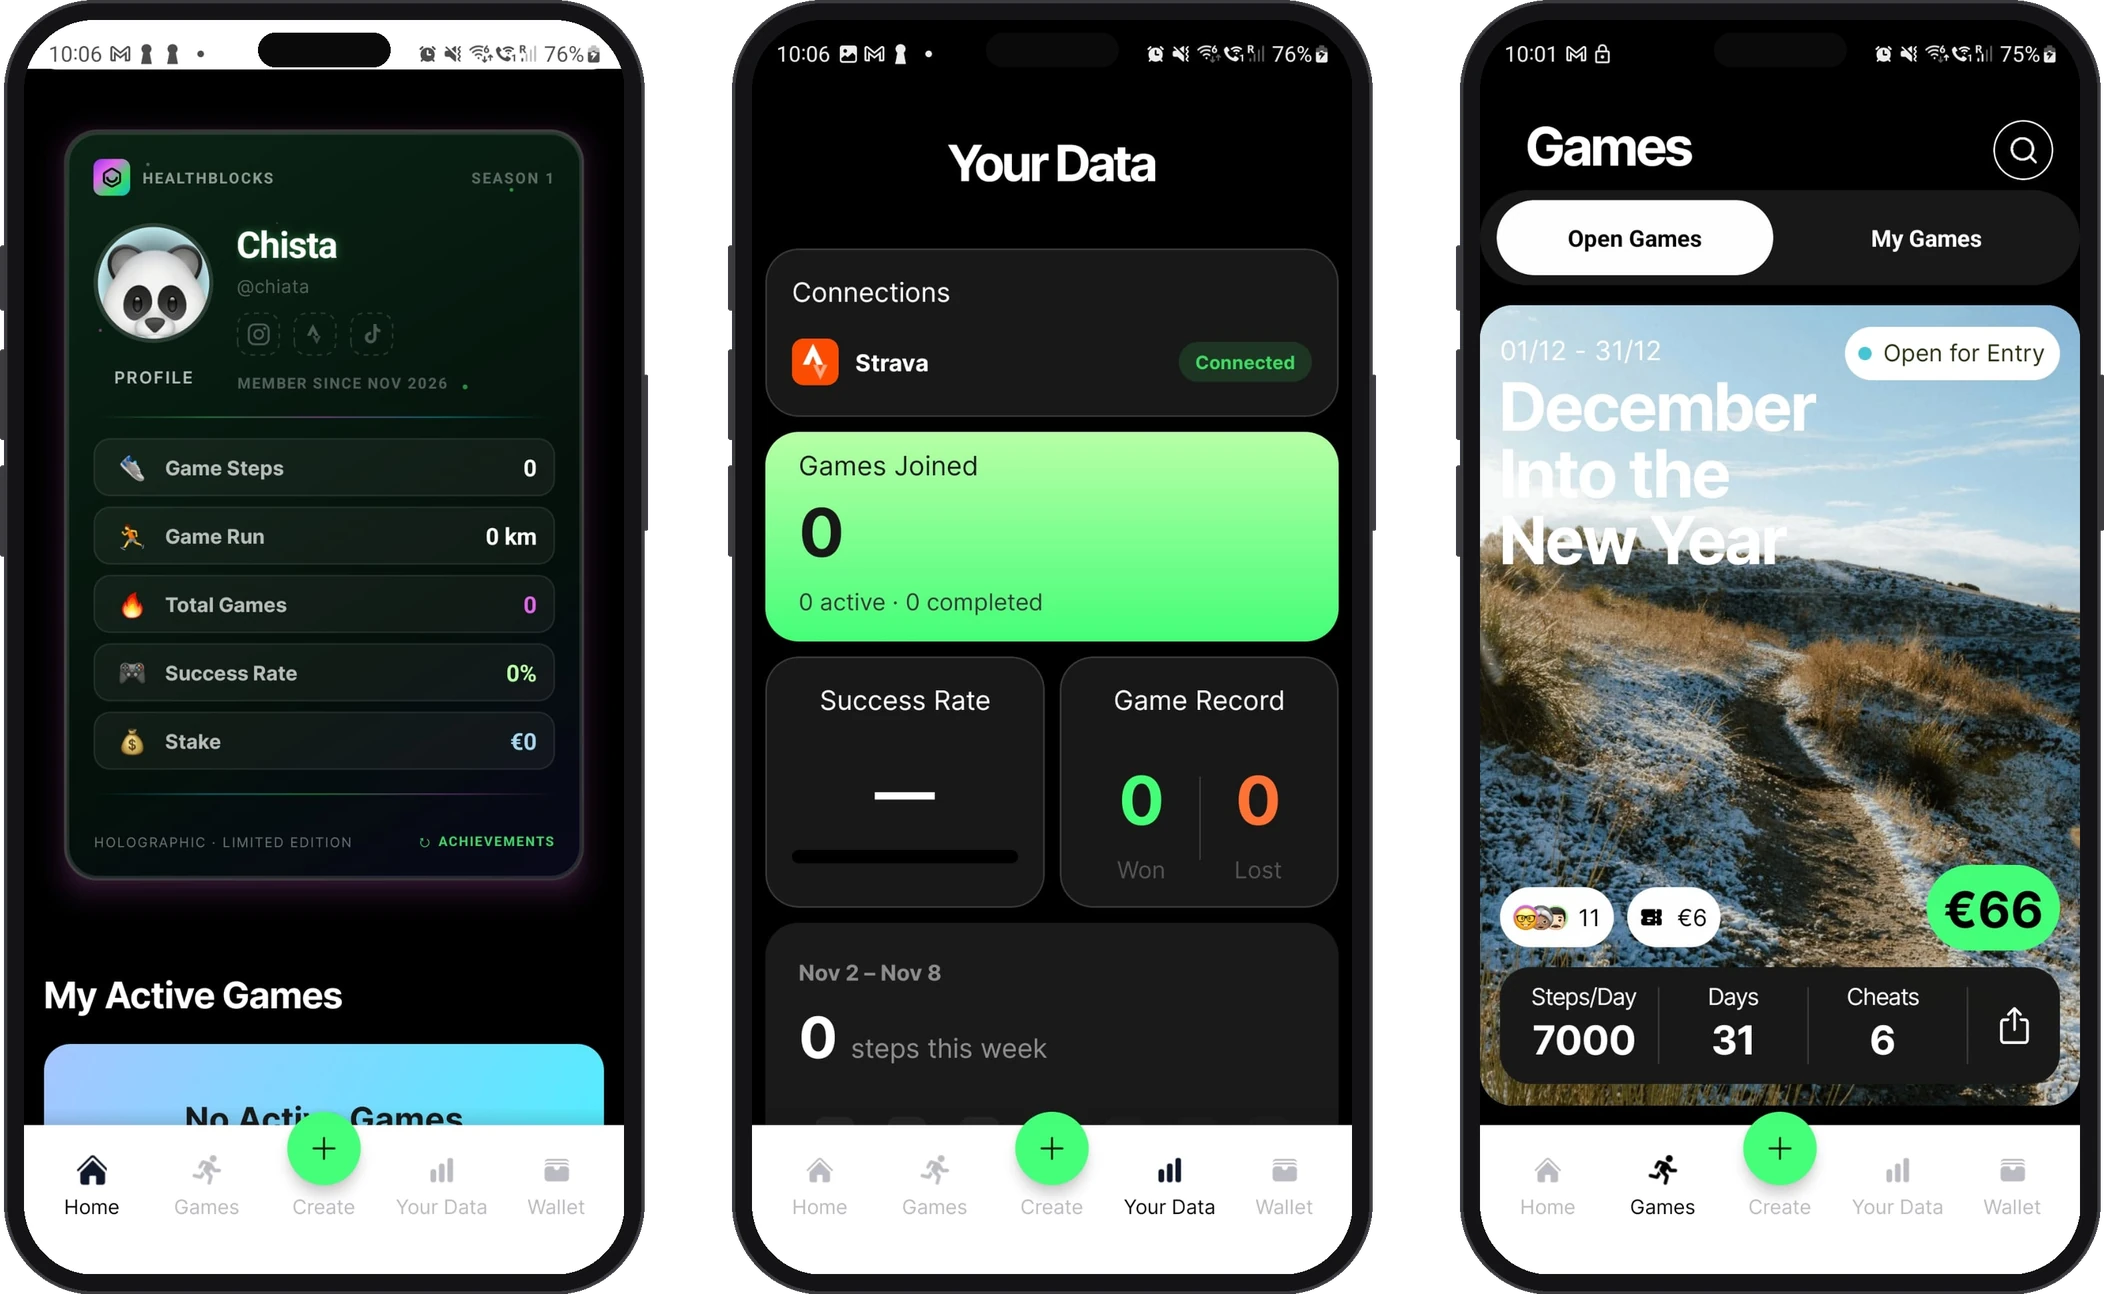 10:06
76%
HEALTHBLOCKS
SEASON 1
Chista
@chiata
PROFILE
MEMBER SINCE NOV 2026
Game Steps
0
Game Run
0 km
Total Games
0
Success Rate
0%
Stake
€0
HOLOGRAPHIC · LIMITED EDITION
ACHIEVEMENTS
My Active Games
No Active Games
Home
Games
Create
Your Data
Wallet
10:06
76%
Your Data
Connections
Strava
Connected
Games Joined
0
0 active · 0 completed
Success Rate
—
Game Record
0
0
Won
Lost
Nov 2 – Nov 8
0 steps this week
Home
Games
Create
Your Data
Wallet
10:01
75%
Games
Open Games
My Games
01/12 - 31/12
Open for Entry
December
Into the
New Year
11
€6
€66
Steps/Day
Days
Cheats
7000
31
6
Home
Games
Create
Your Data
Wallet